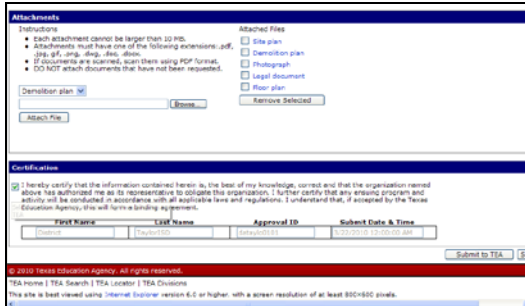 Attachments
Instructions
• Each attachment cannot be larger than 10 MB.
• Attachments must have one of the following extensions: .pdf,
.jpg, .gif, .png, .dwg, .doc, .docx.
• If documents are scanned, scan them using PDF format.
• DO NOT attach documents that have not been requested.
Demolition plan
Browse...
Attach File
Attached Files
Site plan
Demolition plan
Photograph
Legal document
Floor plan
Remove Selected
Certification
I hereby certify that the information contained herein is, the best of my knowledge, correct and that the organization named
above has authorized me as its representative to obligate this organization. I further certify that any ensuing program and
activity will be conducted in accordance with all applicable laws and regulations. I understand that, if accepted by the Texas
Education Agency, this will form a binding agreement.
First Name Last Name Approval ID Submit Date & Time
District TaylorISD 3/22/2010 12:00:00 AM
Submit to TEA
© 2010 Texas Education Agency. All rights reserved.
TEA Home | TEA Search | TEA Locator | TEA Divisions
This site is best viewed using Internet Explorer version 6.0 or higher. with a screen resolution of at least 800x600 pixels.